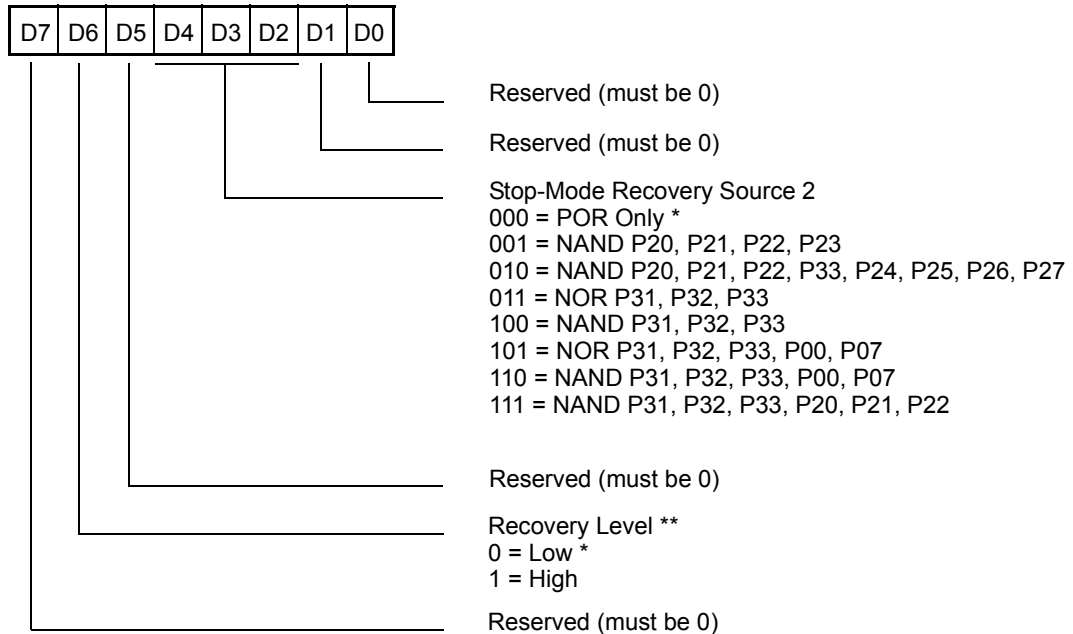 D7 D6 D5 D4 D3 D2 D1 D0
Reserved (must be 0)
Reserved (must be 0)
Stop-Mode Recovery Source 2
000 = POR Only *
001 = NAND P20, P21, P22, P23
010 = NAND P20, P21, P22, P33, P24, P25, P26, P27
011 = NOR P31, P32, P33
100 = NAND P31, P32, P33
101 = NOR P31, P32, P33, P00, P07
110 = NAND P31, P32, P33, P00, P07
111 = NAND P31, P32, P33, P20, P21, P22
Reserved (must be 0)
Recovery Level **
0 = Low *
1 = High
Reserved (must be 0)